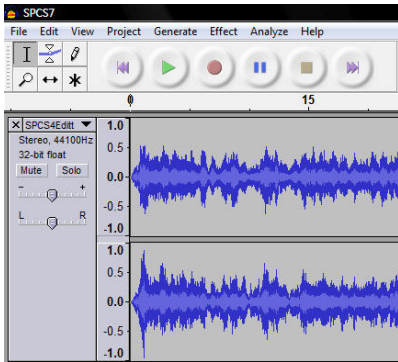 SPCS7
File Edit View Project Generate Effect Analyze Help
0 15
SPCS4Editt
Stereo, 44100Hz
32-bit float
Mute Solo
- +
L R
1.0
0.5
0.0
-0.5
-1.0
1.0
0.5
0.0
-0.5
-1.0